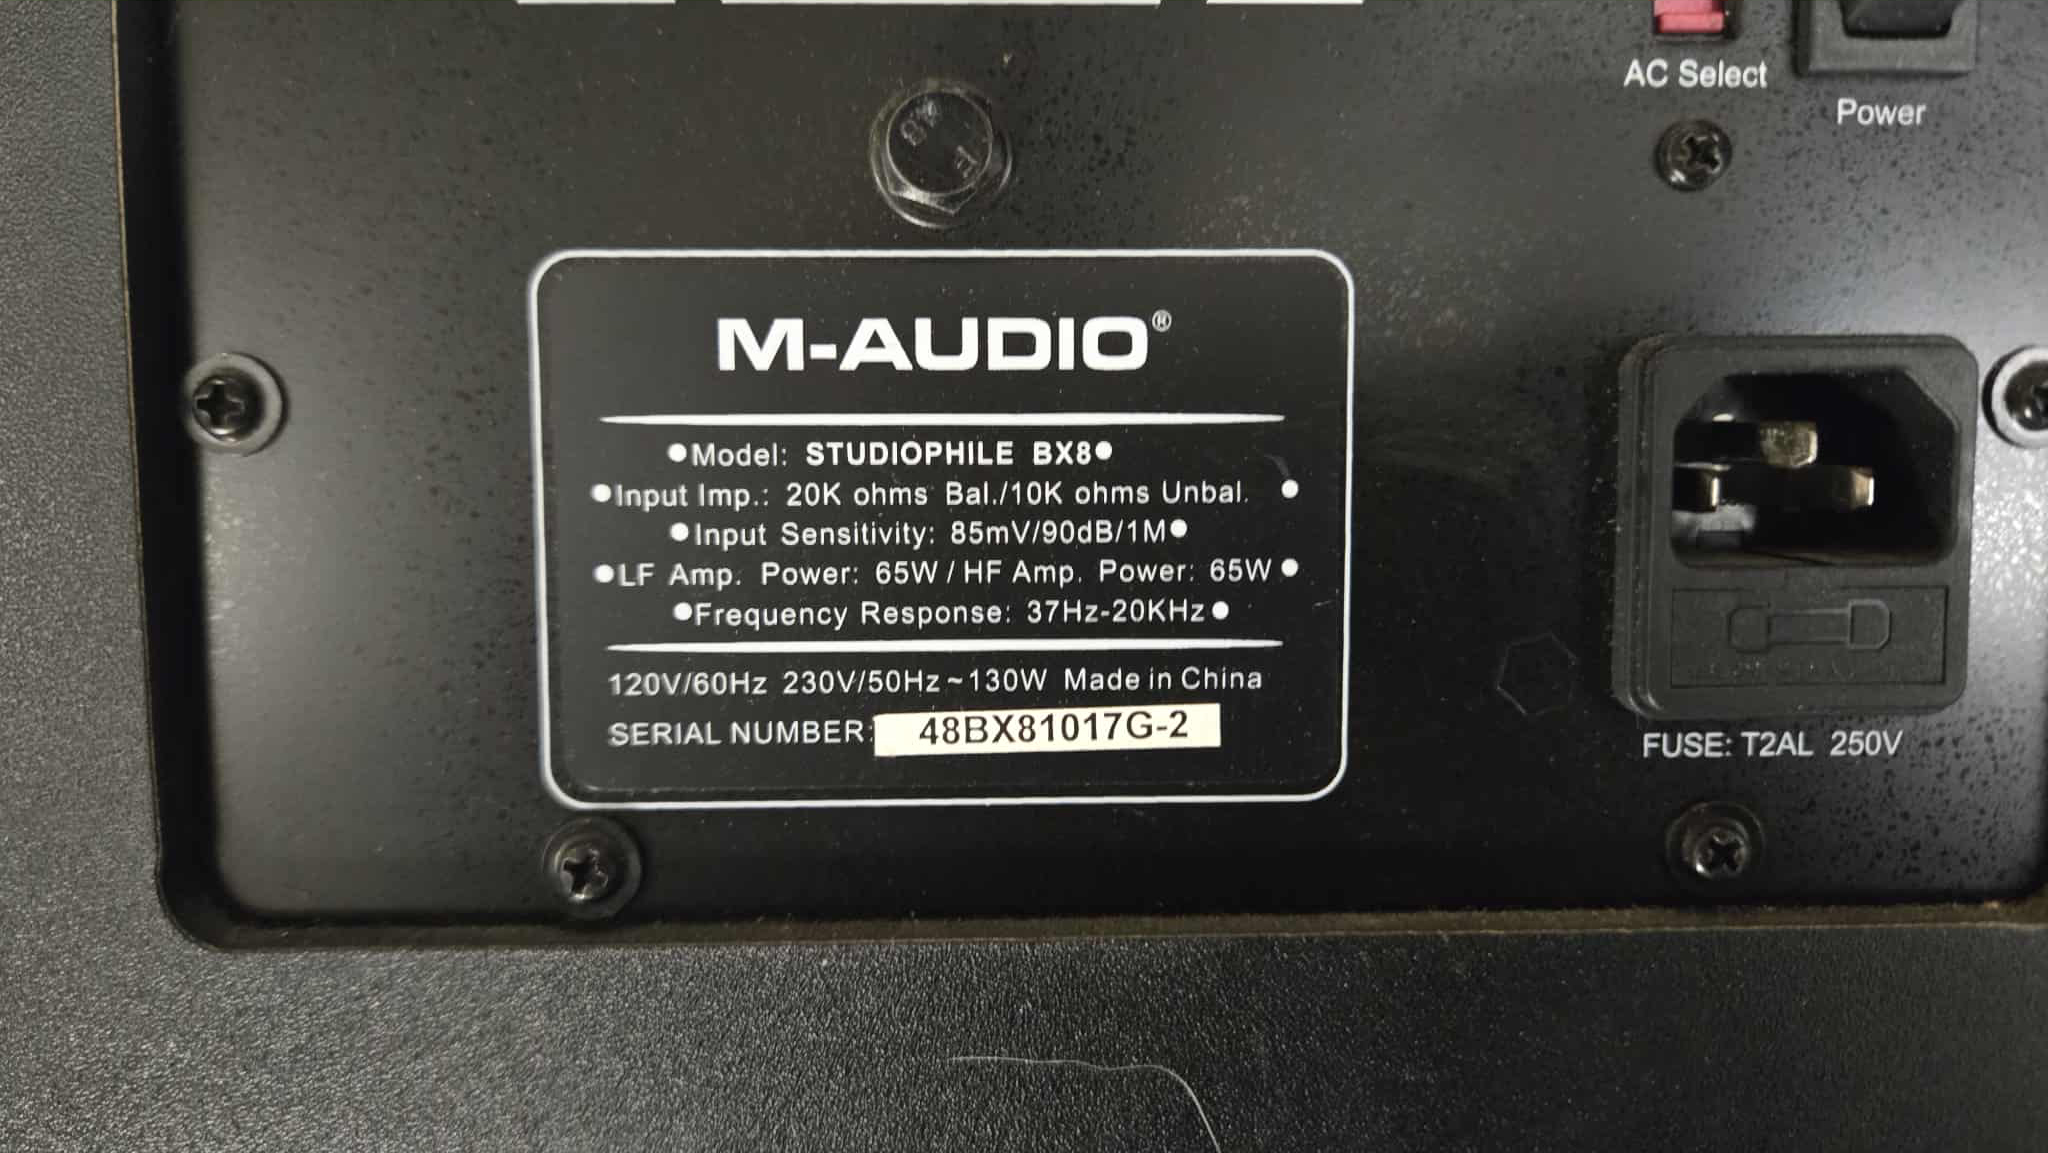 AC Select
Power
M-AUDIO®
●Model: STUDIOPHILE BX8●
●Input Imp.: 20K ohms Bal./10K ohms Unbal. ●
●Input Sensitivity: 85mV/90dB/1M●
●LF Amp. Power: 65W / HF Amp. Power: 65W ●
●Frequency Response: 37Hz-20KHz●
120V/60Hz 230V/50Hz ~ 130W Made in China
SERIAL NUMBER: 48BX81017G-2
FUSE: T2AL 250V